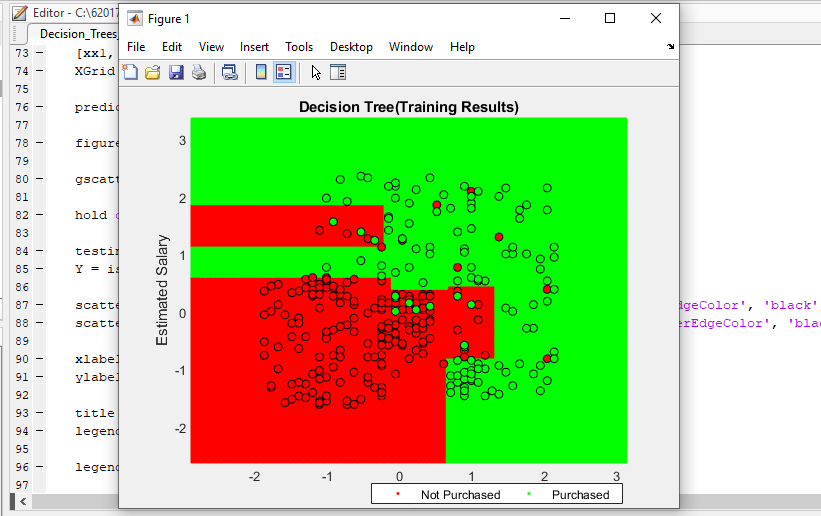 Editor - C:\62017
Figure 1
File Edit View Insert Tools Desktop Window Help
Decision_Trees_
73 - [xx1,
74 - XGrid
75
76 - predic
77
78 - figure
79
80 - gscatt
81
82 - hold
83
84 - testin
85 - Y = is
86
87 - scatte dgeColor', 'black'
88 - scatte erEdgeColor', 'bla
89
90 - xlabel
91 - ylabel
92
93 - title
94 - legend
95
96 - legend
97
Decision Tree(Training Results)
Estimated Salary
3
2
1
0
-1
-2
-2 -1 0 1 2 3
Not Purchased Purchased